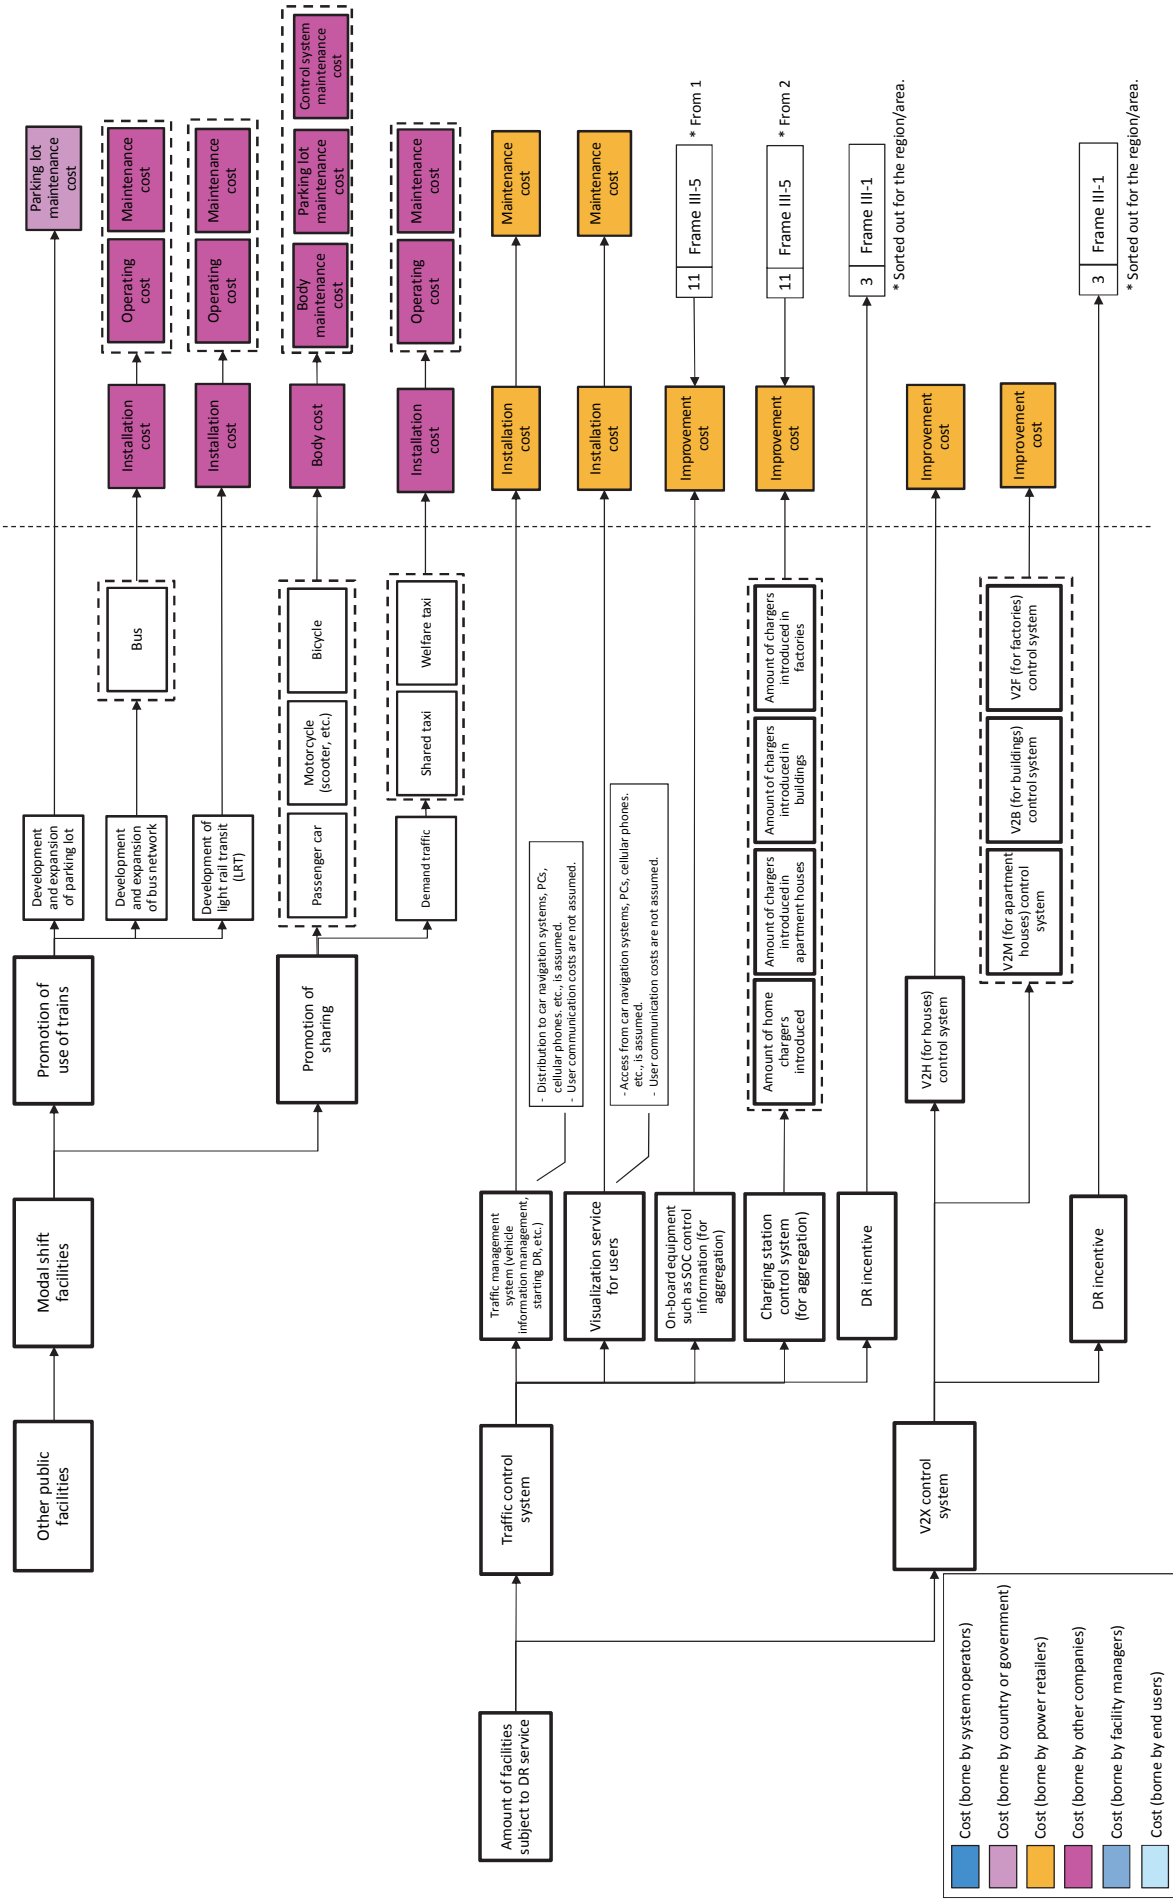 Other public
facilities
Modal shift
facilities
Promotion of
use of trains
Development
and expansion
of parking lot
Parking lot
maintenance
cost
Development
and expansion
of bus network
Bus
Installation
cost
Operating
cost
Maintenance
cost
Development of
light rail transit
(LRT)
Installation
cost
Operating
cost
Maintenance
cost
Promotion of
sharing
Passenger car
Motorcycle
(scooter, etc.)
Bicycle
Body cost
Body
maintenance
cost
Parking lot
maintenance
cost
Control system
maintenance
cost
Demand traffic
Shared taxi
Welfare taxi
Installation
cost
Operating
cost
Maintenance
cost
Amount of facilities
subject to DR service
Traffic control
system
Traffic management
system (vehicle
information management,
starting DR, etc.)
- Distribution to car navigation systems, PCs,
cellular phones. etc., is assumed.
- User communication costs are not assumed.
Installation
cost
Maintenance
cost
Visualization service
for users
- Access from car navigation systems, PCs, cellular phones.
etc., is assumed.
- User communication costs are not assumed.
Installation
cost
Maintenance
cost
On-board equipment
such as SOC control
information (for
aggregation)
Improvement
cost
11
Frame III-5
* From 1
Charging station
control system
(for aggregation)
Amount of home
chargers
introduced
Amount of chargers
introduced in
apartment houses
Amount of chargers
introduced in
buildings
Amount of chargers
introduced in
factories
Improvement
cost
11
Frame III-5
* From 2
DR incentive
3
Frame III-1
* Sorted out for the region/area.
V2X control
system
V2H (for houses)
control system
Improvement
cost
V2M (for apartment
houses) control
system
V2B (for buildings)
control system
V2F (for factories)
control system
Improvement
cost
DR incentive
3
Frame III-1
* Sorted out for the region/area.
Cost (borne by system operators)
Cost (borne by country or government)
Cost (borne by power retailers)
Cost (borne by other companies)
Cost (borne by facility managers)
Cost (borne by end users)